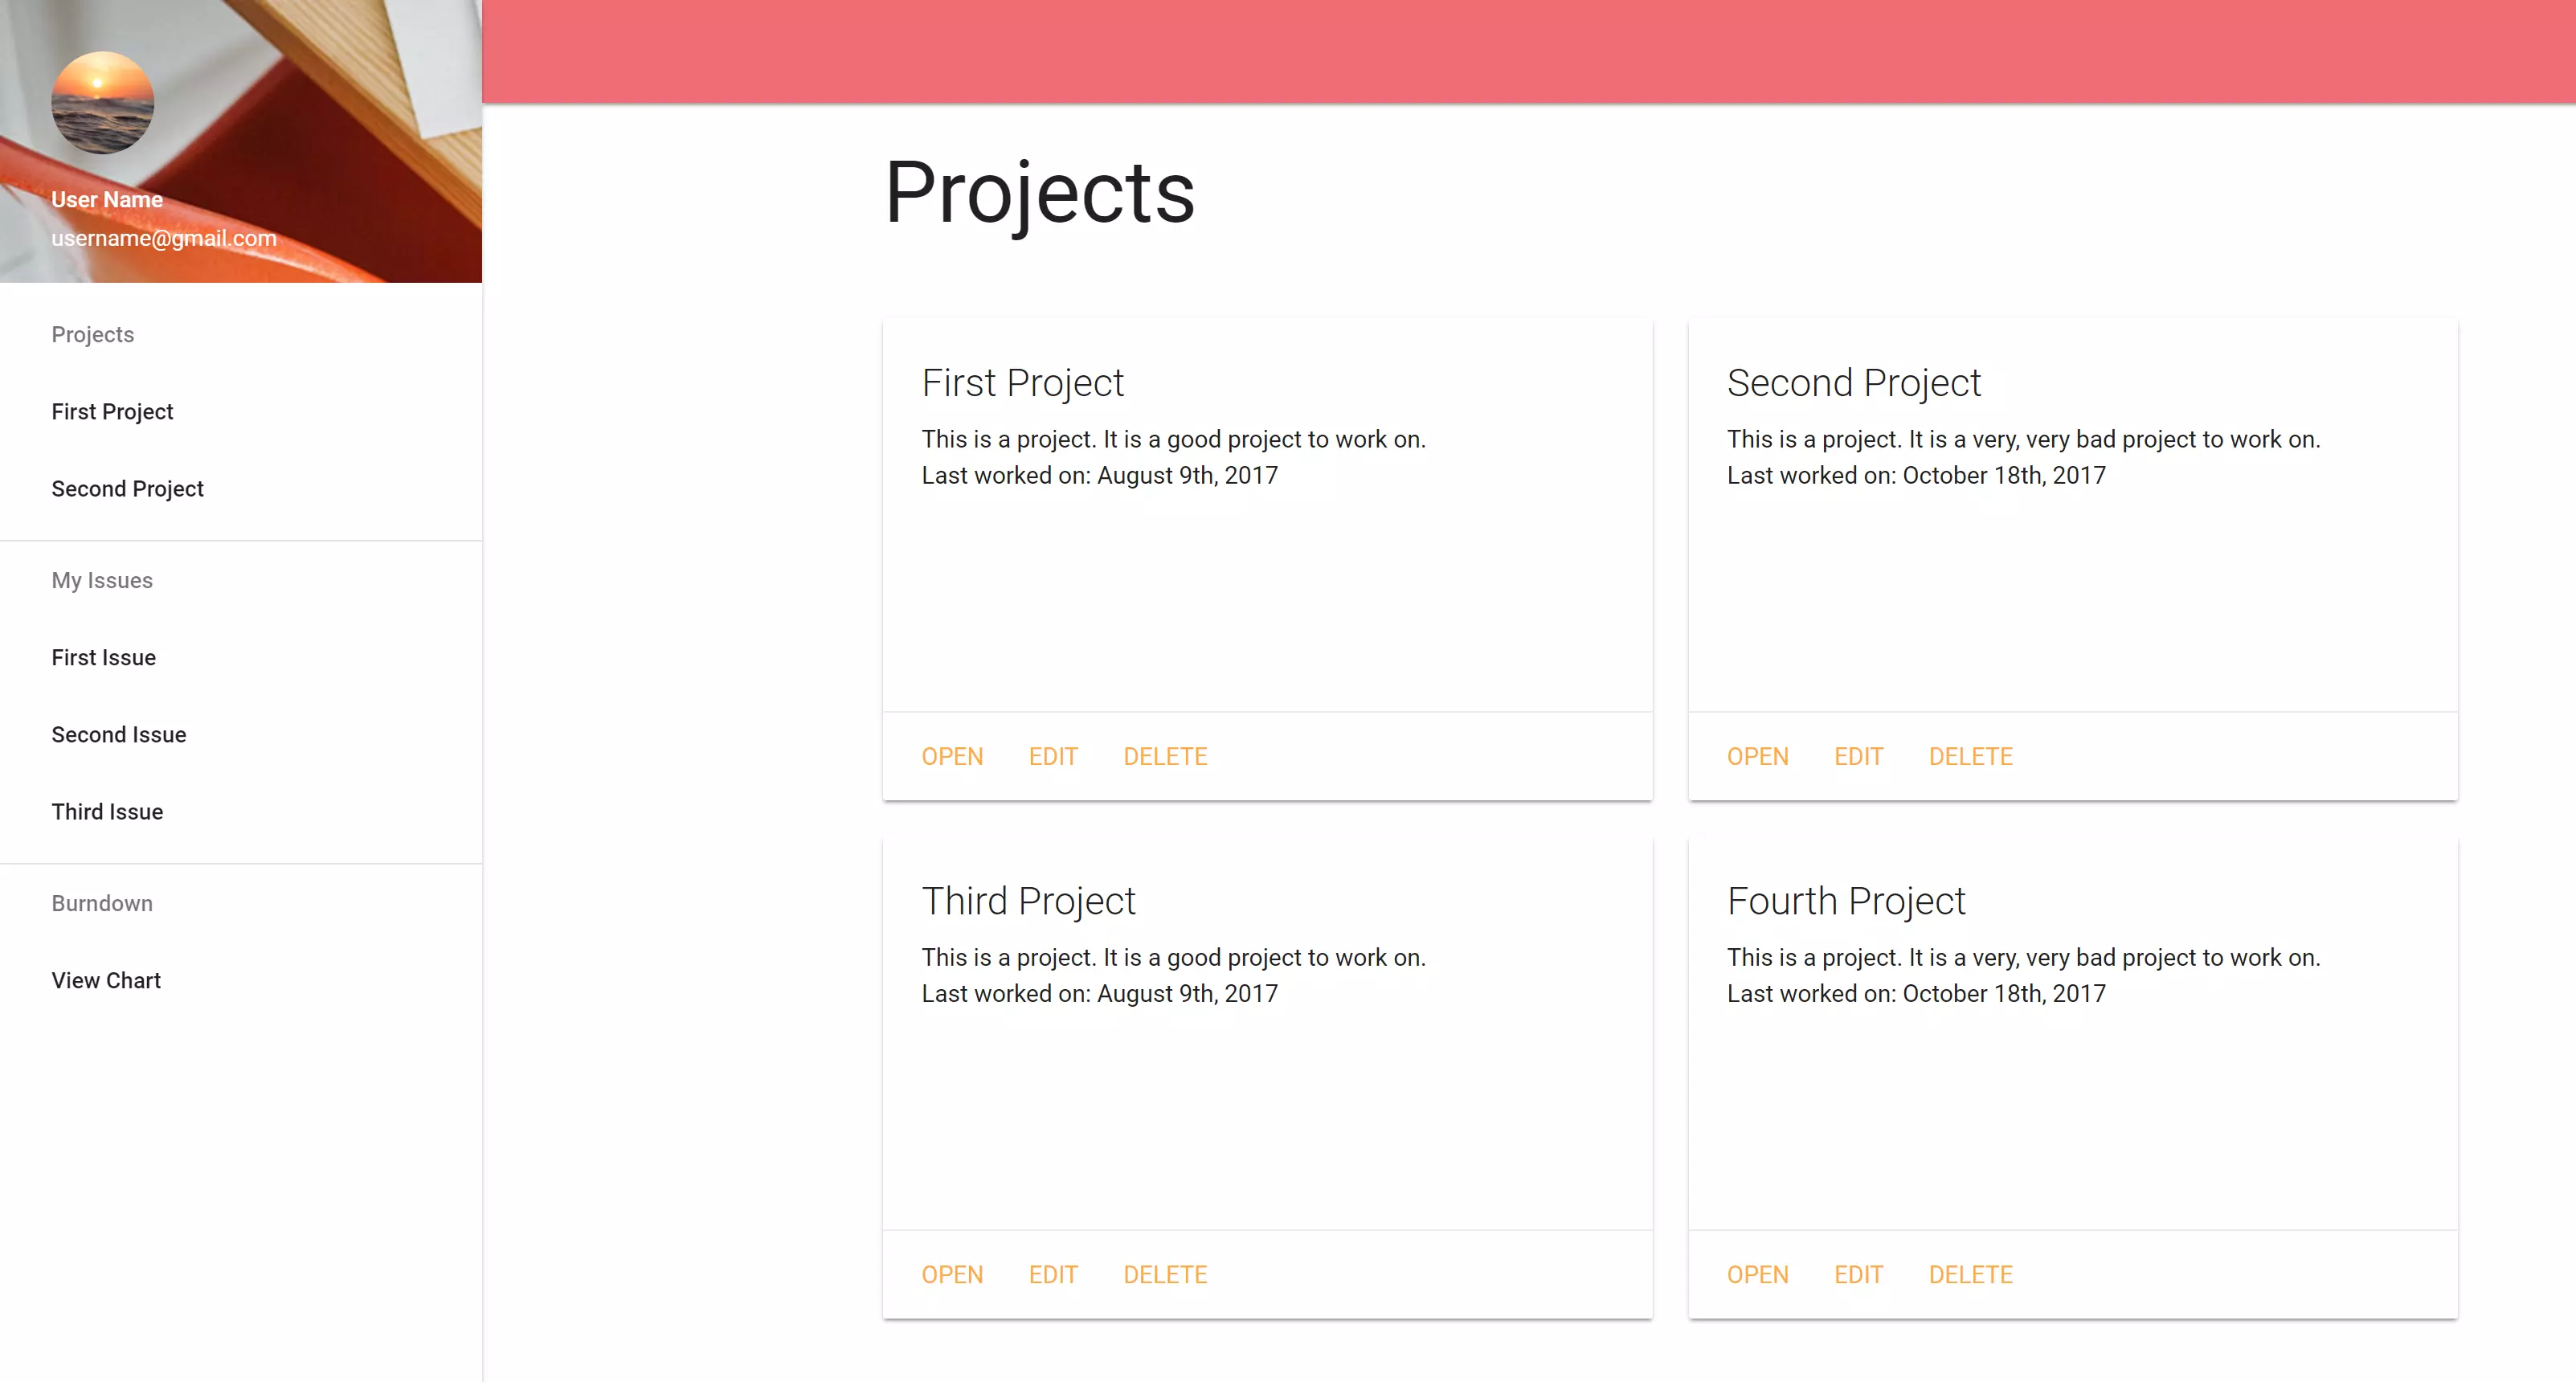 User Name
username@gmail.com
Projects
First Project
Second Project
My Issues
First Issue
Second Issue
Third Issue
Burndown
View Chart
Projects
First Project
This is a project. It is a good project to work on.
Last worked on: August 9th, 2017
OPEN EDIT DELETE
Second Project
This is a project. It is a very, very bad project to work on.
Last worked on: October 18th, 2017
OPEN EDIT DELETE
Third Project
This is a project. It is a good project to work on.
Last worked on: August 9th, 2017
OPEN EDIT DELETE
Fourth Project
This is a project. It is a very, very bad project to work on.
Last worked on: October 18th, 2017
OPEN EDIT DELETE